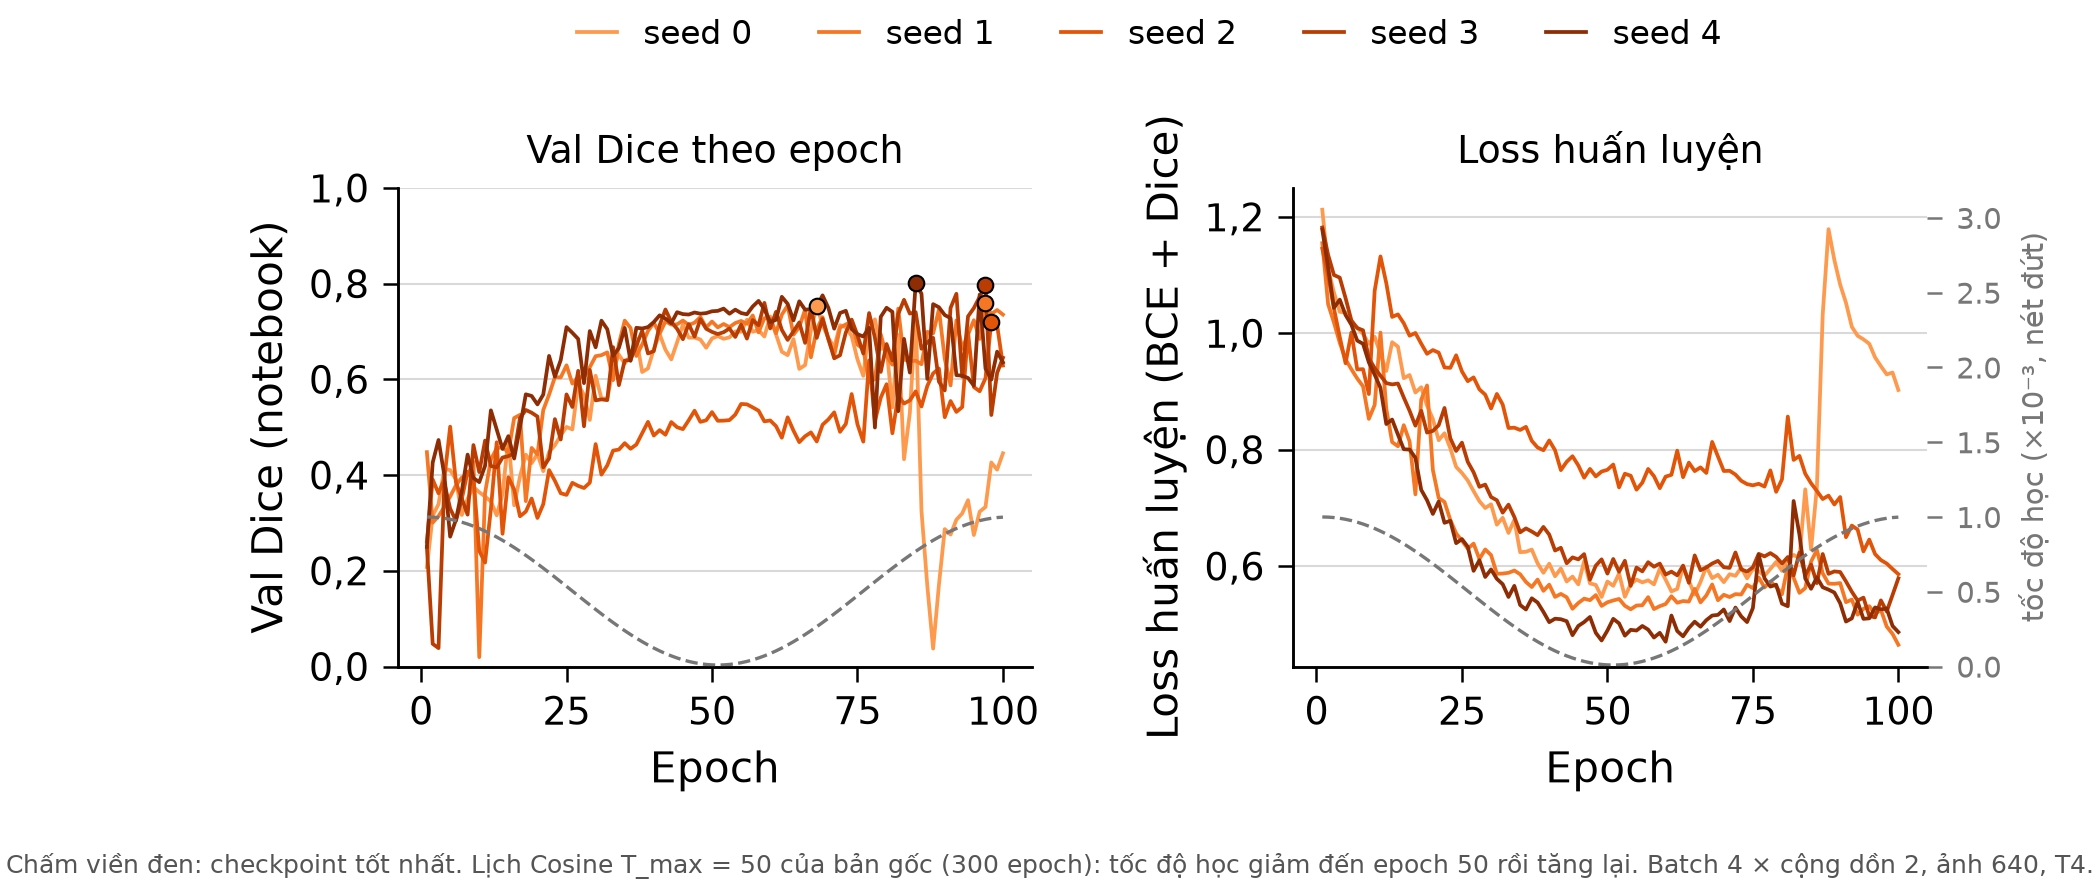 seed 0 seed 1 seed 2 seed 3 seed 4
Val Dice theo epoch
Val Dice (notebook)
1,0
0,8
0,6
0,4
0,2
0,0
0 25 50 75 100
Epoch
Loss huấn luyện
Loss huấn luyện (BCE + Dice)
1,2
1,0
0,8
0,6
0 25 50 75 100
Epoch
3.0
2.5
2.0
1.5
1.0
0.5
0.0
tốc độ học (×10⁻³, nét đứt)
Chấm viền đen: checkpoint tốt nhất. Lịch Cosine T_max = 50 của bản gốc (300 epoch): tốc độ học giảm đến epoch 50 rồi tăng lại. Batch 4 × cộng dồn 2, ảnh 640, T4.